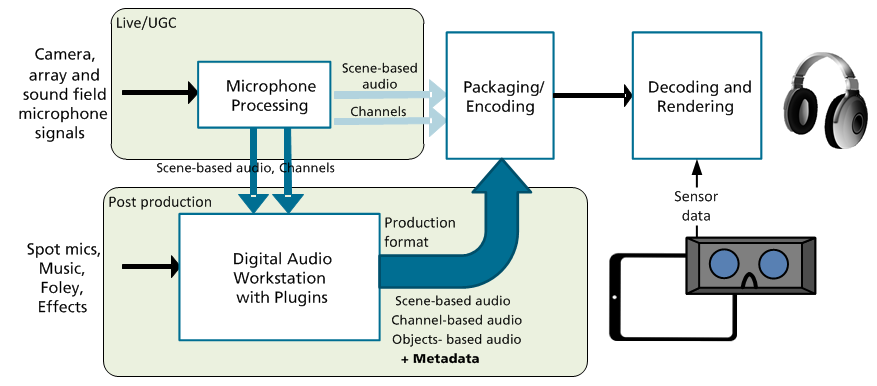 Live/UGC
Camera,
array and
sound field
microphone
signals
Microphone
Processing
Scene-based
audio
Channels
Packaging/
Encoding
Decoding and
Rendering
Scene-based audio, Channels
Sensor
data
Post production
Spot mics,
Music,
Foley,
Effects
Digital Audio
Workstation
with Plugins
Production
format
Scene-based audio
Channel-based audio
Objects- based audio
+ Metadata